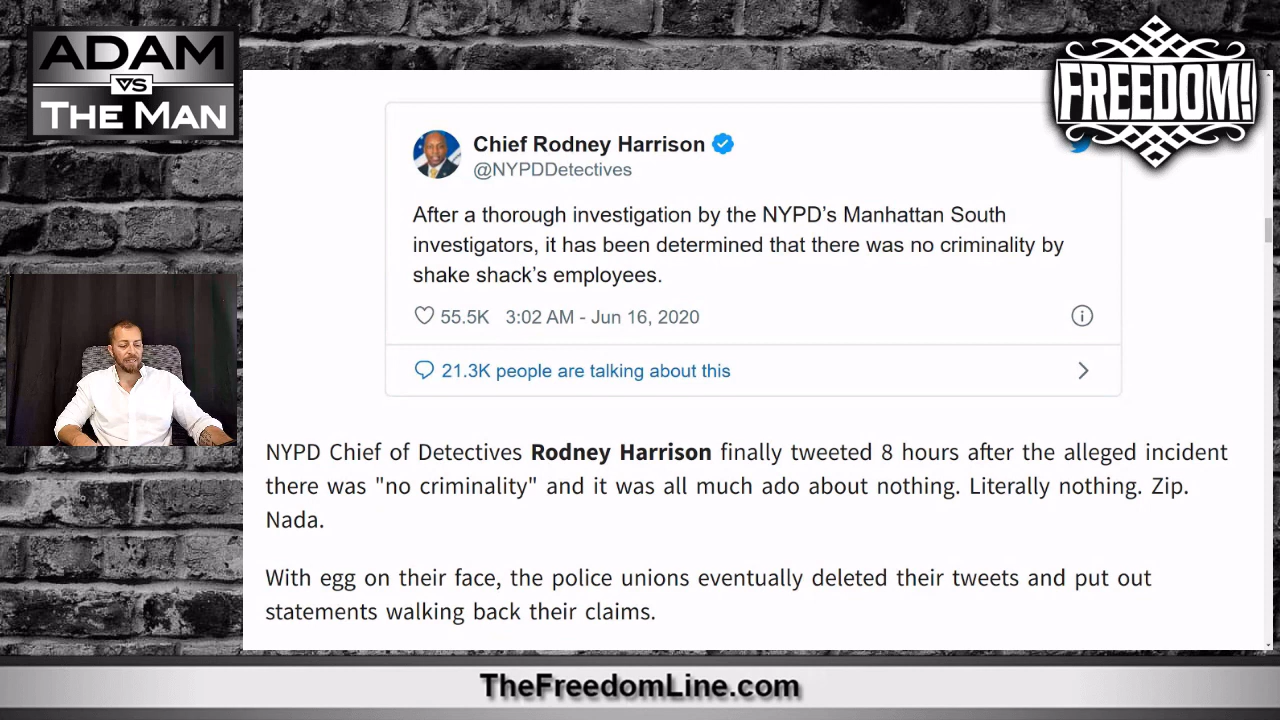 ADAM
VS
THE MAN
FREEDOM!
Chief Rodney Harrison
@NYPDDetectives
After a thorough investigation by the NYPD's Manhattan South
investigators, it has been determined that there was no criminality by
shake shack's employees.
55.5K 3:02 AM - Jun 16, 2020
21.3K people are talking about this
NYPD Chief of Detectives Rodney Harrison finally tweeted 8 hours after the alleged incident
there was "no criminality" and it was all much ado about nothing. Literally nothing. Zip.
Nada.
With egg on their face, the police unions eventually deleted their tweets and put out
statements walking back their claims.
TheFreedomLine.com